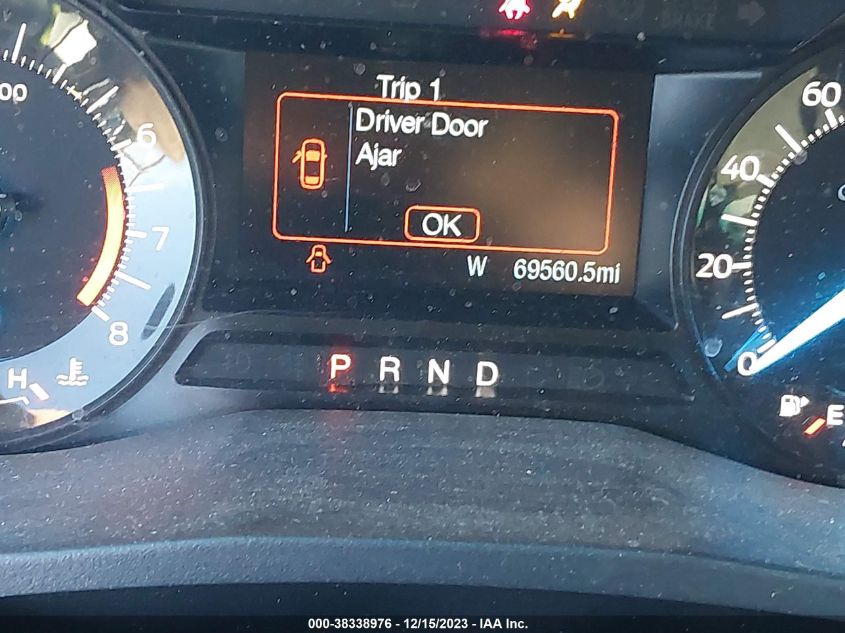 BRAKE
Trip 1
Driver Door
Ajar
OK
W 69560.5mi
6
7
8
H
P R N D
60
40
20
0
E
000-38338976 - 12/15/2023 - IAA Inc.